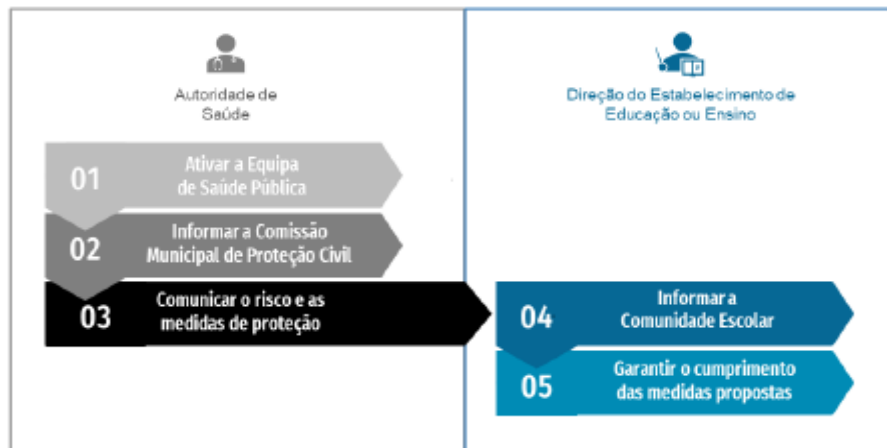 Autoridade de
Saúde
Direção do Estabelecimento de
Educação ou Ensino
01
Ativar a Equipa
de Saúde Pública
02
Informar a Comissão
Municipal de Proteção Civil
03
Comunicar o risco e as
medidas de proteção
04
Informar a
Comunidade Escolar
05
Garantir o cumprimento
das medidas propostas